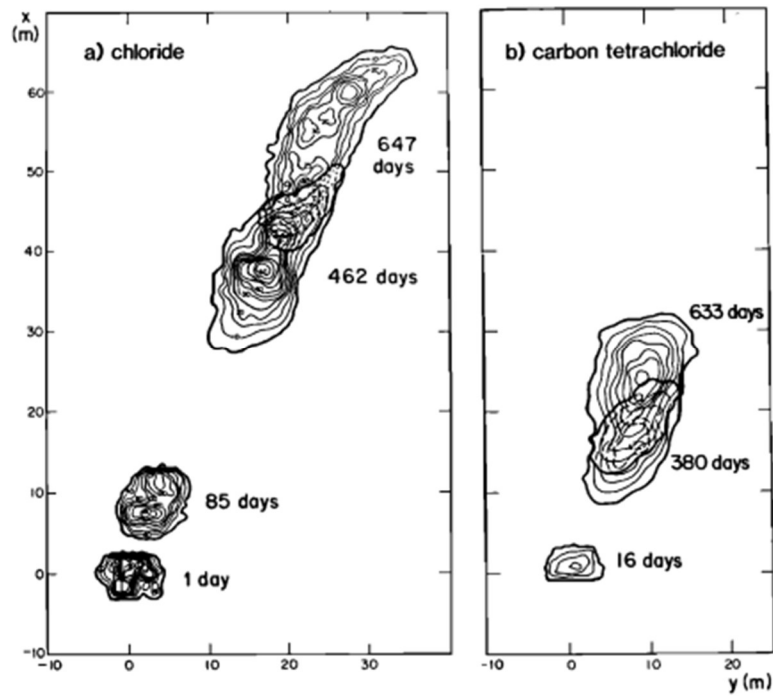 x
(m)
a) chloride
b) carbon tetrachloride
60
50
40
30
20
10
0
-10
647
days
462 days
85 days
1 day
633 days
380 days
16 days
-10 0 10 20 30
-10 0 10 20
y (m)